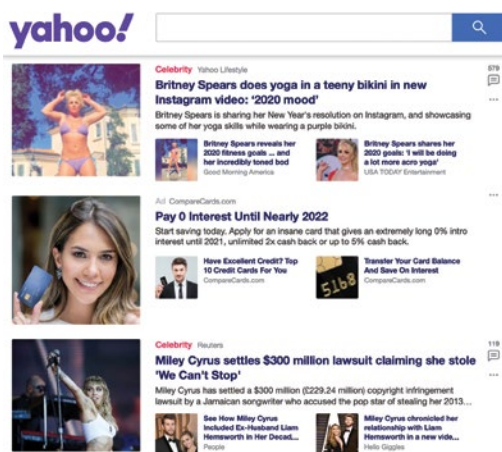 yahoo!
Celebrity Yahoo Lifestyle
579
Britney Spears does yoga in a teeny bikini in new
Instagram video: '2020 mood'
Britney Spears is sharing her New Year's resolution on Instagram, and showcasing
some of her yoga skills while wearing a purple bikini.
Britney Spears reveals her
2020 fitness goals ... and
her incredibly toned bod
Good Morning America
Britney Spears shares her
2020 goals: 'I will be doing
a lot more acro yoga'
USA TODAY Entertainment
Ad CompareCards.com
Pay 0 Interest Until Nearly 2022
Start saving today. Apply for an insane card that gives an extremely long 0% intro
interest until 2021, unlimited 2x cash back or up to 5% cash back.
Have Excellent Credit? Top
10 Credit Cards For You
CompareCards.com
5168
Transfer Your Card Balance
And Save On Interest
CompareCards.com
Celebrity Reuters
119
Miley Cyrus settles $300 million lawsuit claiming she stole
'We Can't Stop'
Miley Cyrus has settled a $300 million (£229.24 million) copyright infringement
lawsuit by a Jamaican songwriter who accused the pop star of stealing her 2013...
See How Miley Cyrus
Included Ex-Husband Liam
Hemsworth in Her Decad...
People
Miley Cyrus chronicled her
relationship with Liam
Hemsworth in a new vide...
Hello Giggles